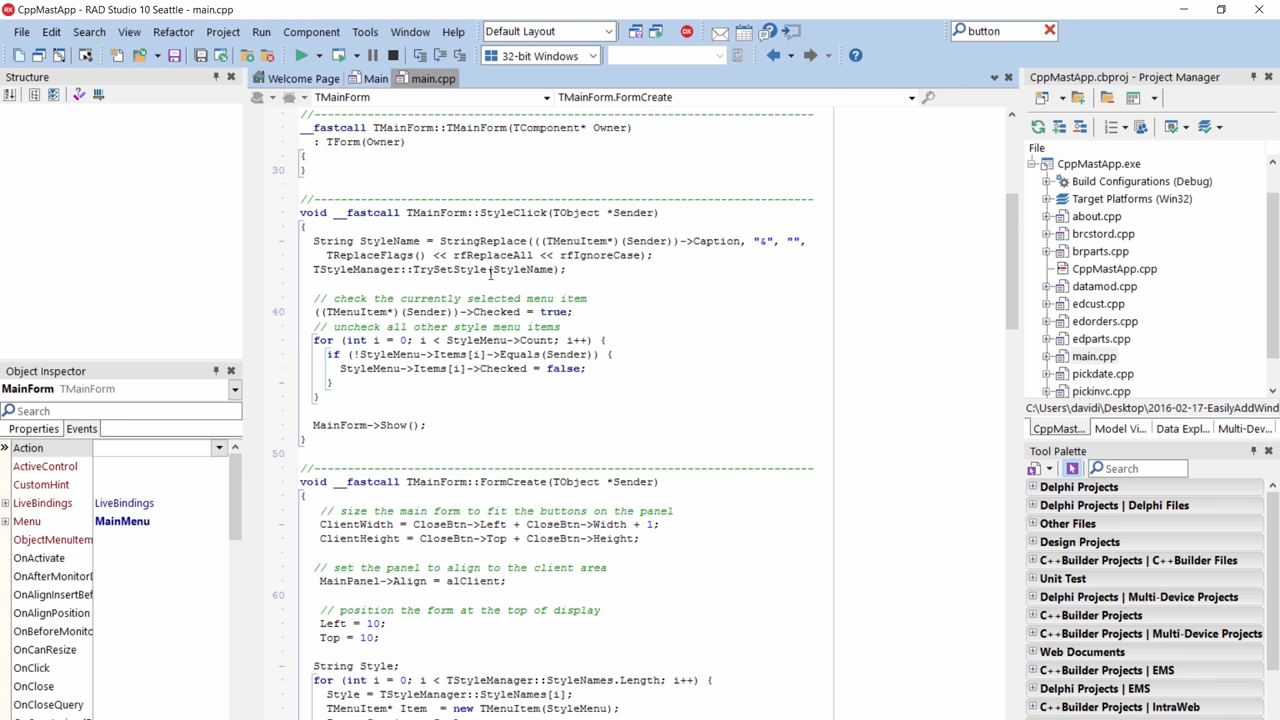 CppMastApp - RAD Studio 10 Seattle - main.cpp
File Edit Search View Refactor Project Run Component Tools Window Help
Default Layout
button
32-bit Windows
Structure
Welcome Page Main main.cpp
CppMastApp.cbproj - Project Manager
TMainForm
TMainForm.FormCreate
//---------------------------------------------------------------------------
__fastcall TMainForm::TMainForm(TComponent* Owner)
: TForm(Owner)
{
30 }
//---------------------------------------------------------------------------
void __fastcall TMainForm::StyleClick(TObject *Sender)
{
String StyleName = StringReplace(((TMenuItem*)(Sender))->Caption, "&", "",
TReplaceFlags() << rfReplaceAll << rfIgnoreCase);
TStyleManager::TrySetStyle(StyleName);
// check the currently selected menu item
40 ((TMenuItem*)(Sender))->Checked = true;
// uncheck all other style menu items
for (int i = 0; i < StyleMenu->Count; i++) {
if (!StyleMenu->Items[i]->Equals(Sender)) {
StyleMenu->Items[i]->Checked = false;
}
}
MainForm->Show();
}
50
//---------------------------------------------------------------------------
void __fastcall TMainForm::FormCreate(TObject *Sender)
{
// size the main form to fit the buttons on the panel
ClientWidth = CloseBtn->Left + CloseBtn->Width + 1;
ClientHeight = CloseBtn->Top + CloseBtn->Height;
// set the panel to align to the client area
MainPanel->Align = alClient;
60
// position the form at the top of display
Left = 10;
Top = 10;
String Style;
for (int i = 0; i < TStyleManager::StyleNames.Length; i++) {
Style = TStyleManager::StyleNames[i];
TMenuItem* Item = new TMenuItem(StyleMenu);
Object Inspector
MainForm TMainForm
Search
Properties Events
Action
ActiveControl
CustomHint
LiveBindings LiveBindings
Menu MainMenu
ObjectMenuItem
OnActivate
OnAfterMonitorD
OnAlignInsertBef
OnAlignPosition
OnBeforeMonito
OnCanResize
OnClick
OnClose
OnCloseQuery
File
CppMastApp.exe
Build Configurations (Debug)
Target Platforms (Win32)
about.cpp
brcstord.cpp
brparts.cpp
CppMastApp.cpp
datamod.cpp
edcust.cpp
edorders.cpp
edparts.cpp
main.cpp
pickdate.cpp
pickinvc.cpp
C:\Users\davidi\Desktop\2016-02-17-EasilyAddWind
CppMast... Model Vi... Data Expl... Multi-Dev...
Tool Palette
Search
Delphi Projects
Delphi Projects | Delphi Files
Other Files
Design Projects
C++Builder Projects | C++Builder Files
Unit Test
Delphi Projects | Multi-Device Projects
C++Builder Projects
C++Builder Projects | Multi-Device Projects
Web Documents
C++Builder Projects | EMS
Delphi Projects | EMS
C++Builder Projects | IntraWeb